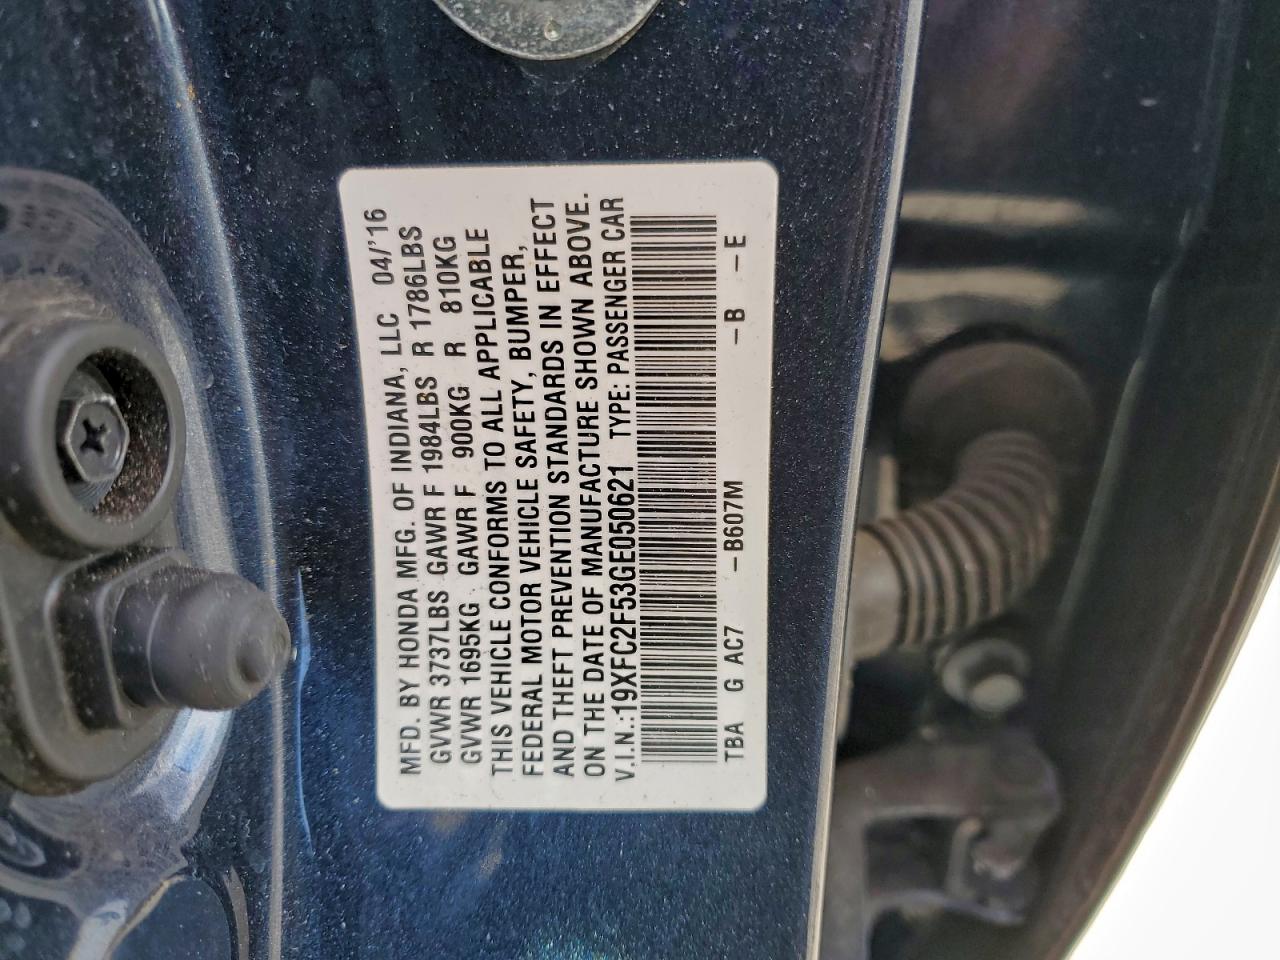 MFD. BY HONDA MFG. OF INDIANA, LLC 04/'16
GVWR 3737LBS GAWR F 1984LBS R 1786LBS
GVWR 1695KG GAWR F 900KG R 810KG
THIS VEHICLE CONFORMS TO ALL APPLICABLE
FEDERAL MOTOR VEHICLE SAFETY, BUMPER,
AND THEFT PREVENTION STANDARDS IN EFFECT
ON THE DATE OF MANUFACTURE SHOWN ABOVE.
V.I.N.:19XFC2F53GE050621 TYPE: PASSENGER CAR
TBA G AC7 -B607M -B -E